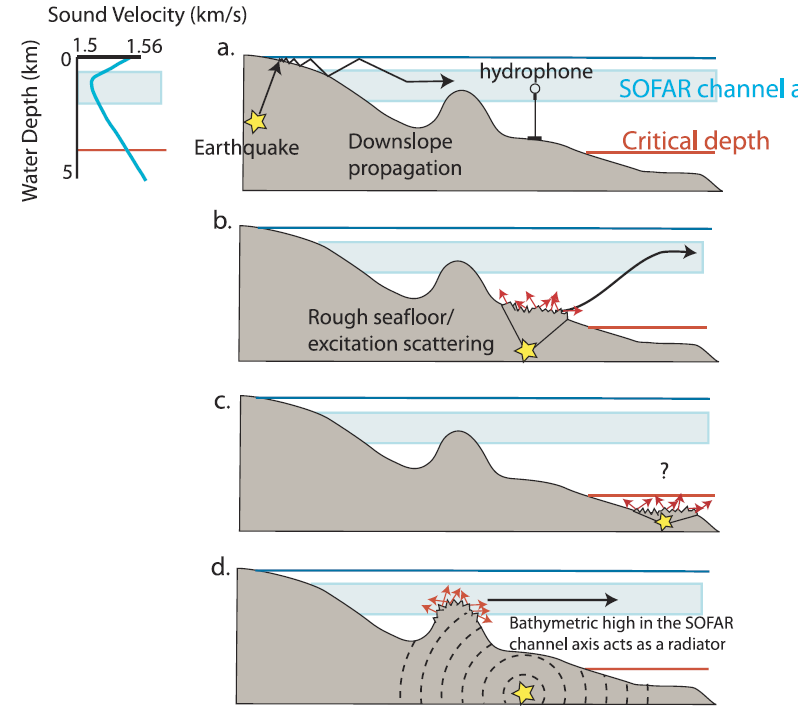 Sound Velocity (km/s)
1.5 1.56
0
Water Depth (km)
5
a.
hydrophone
SOFAR channel a
Earthquake
Downslope
propagation
Critical depth
b.
Rough seafloor/
excitation scattering
c.
?
d.
Bathymetric high in the SOFAR
channel axis acts as a radiator